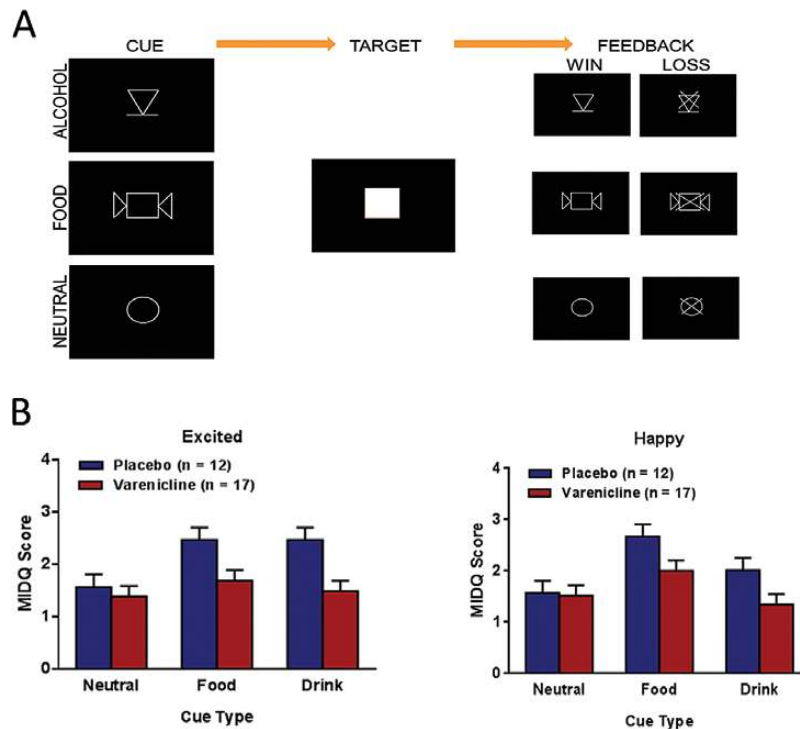 A
CUE
TARGET
FEEDBACK
WIN
LOSS
ALCOHOL
FOOD
NEUTRAL
B
Excited
Placebo (n = 12)
Varenicline (n = 17)
MIDQ Score
4
3
2
1
0
Neutral
Food
Drink
Cue Type
Happy
Placebo (n = 12)
Varenicline (n = 17)
MIDQ Score
4
3
2
1
0
Neutral
Food
Drink
Cue Type